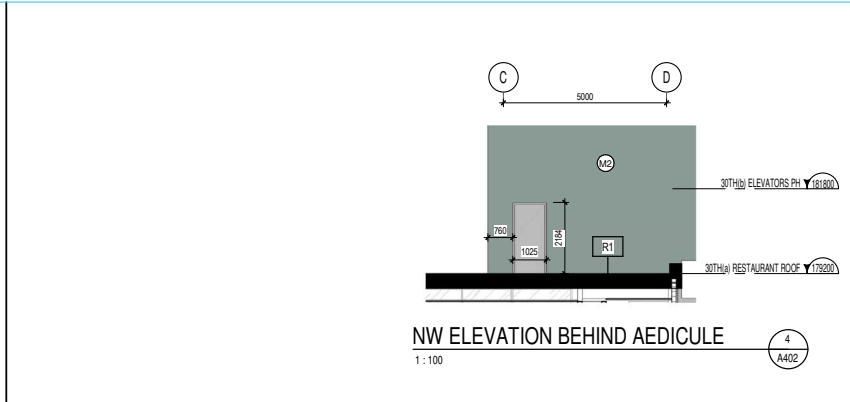 C
D
5000
M2
30TH(b) ELEVATORS PH 181800
760
1025
2184
R1
30TH(a) RESTAURANT ROOF 179200
NW ELEVATION BEHIND AEDICULE
1 : 100
4
A402